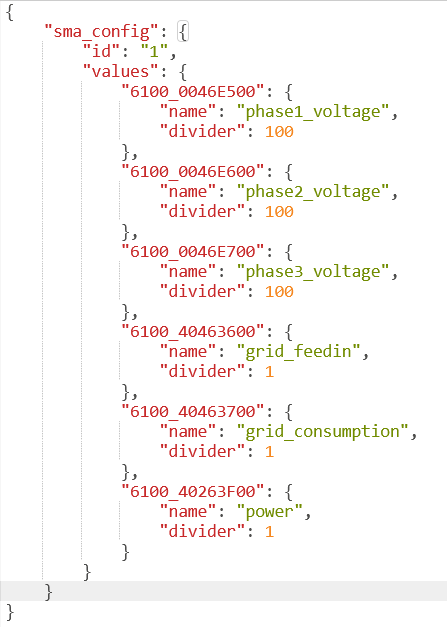 {
    "sma_config": {
        "id": "1",
        "values": {
            "6100_0046E500": {
                "name": "phase1_voltage",
                "divider": 100
            },
            "6100_0046E600": {
                "name": "phase2_voltage",
                "divider": 100
            },
            "6100_0046E700": {
                "name": "phase3_voltage",
                "divider": 100
            },
            "6100_40463600": {
                "name": "grid_feedin",
                "divider": 1
            },
            "6100_40463700": {
                "name": "grid_consumption",
                "divider": 1
            },
            "6100_40263F00": {
                "name": "power",
                "divider": 1
            }
        }
    }
}